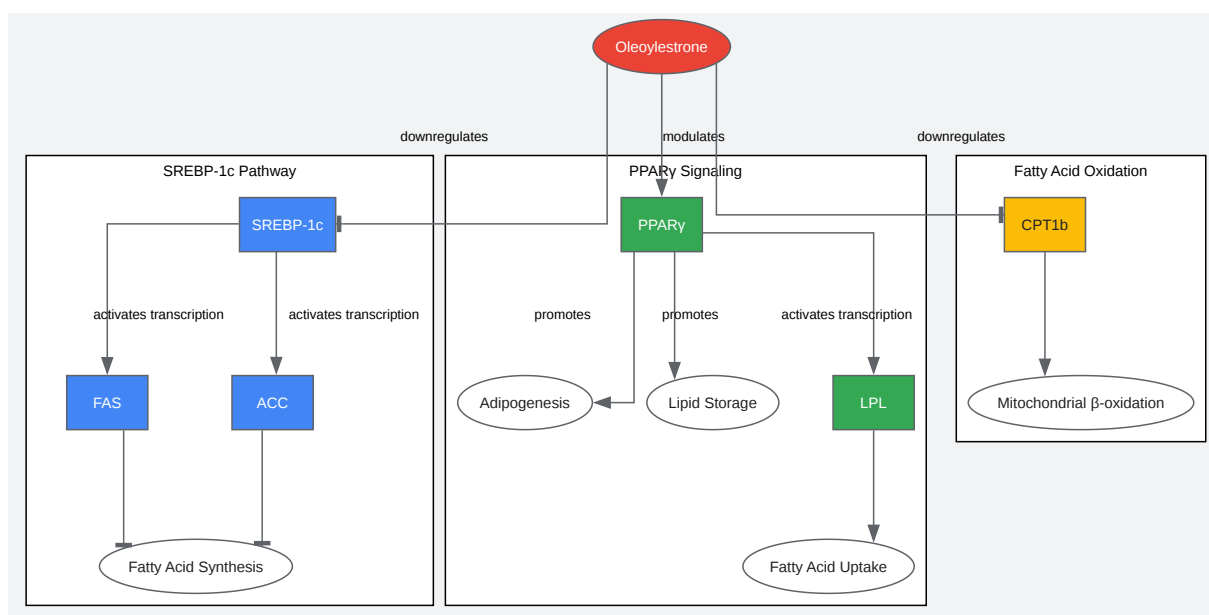 Oleoylestrone
downregulates
modulates
downregulates
SREBP-1c Pathway
PPARγ Signaling
Fatty Acid Oxidation
SREBP-1c
PPARγ
CPT1b
activates transcription
activates transcription
promotes
promotes
activates transcription
FAS
ACC
Adipogenesis
Lipid Storage
LPL
Mitochondrial β-oxidation
Fatty Acid Synthesis
Fatty Acid Uptake